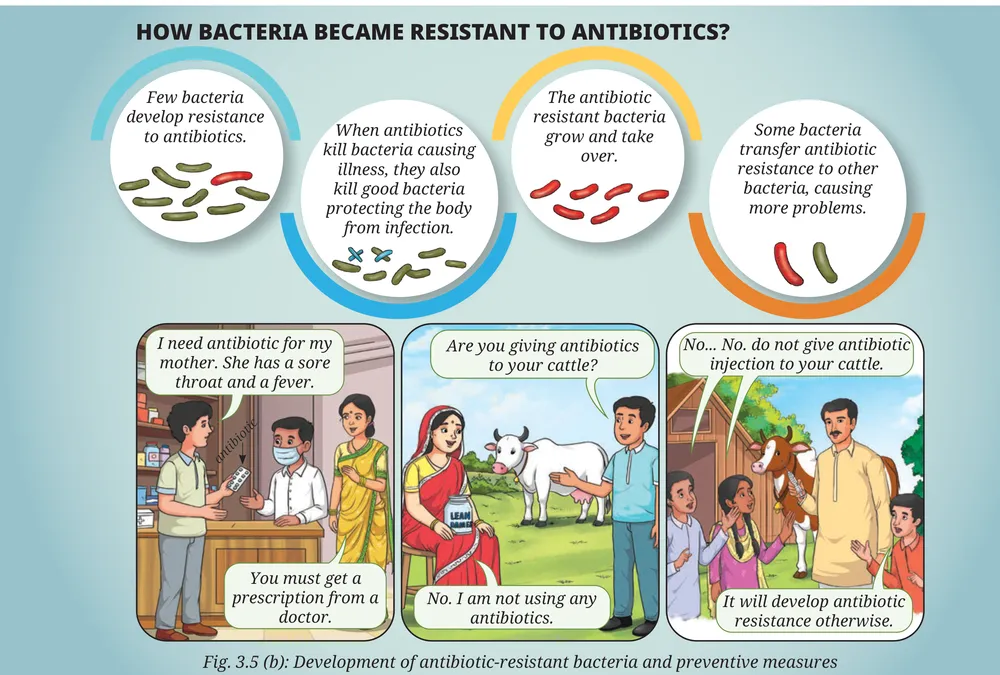 HOW BACTERIA BECAME RESISTANT TO ANTIBIOTICS?
Few bacteria
develop resistance
to antibiotics.
When antibiotics
kill bacteria causing
illness, they also
kill good bacteria
protecting the body
from infection.
The antibiotic
resistant bacteria
grow and take
over.
Some bacteria
transfer antibiotic
resistance to other
bacteria, causing
more problems.
I need antibiotic for my
mother. She has a sore
throat and a fever.
antibiotic
You must get a
prescription from a
doctor.
Are you giving antibiotics
to your cattle?
LEAN
No. I am not using any
antibiotics.
No... No. do not give antibiotic
injection to your cattle.
It will develop antibiotic
resistance otherwise.
Fig. 3.5 (b): Development of antibiotic-resistant bacteria and preventive measures